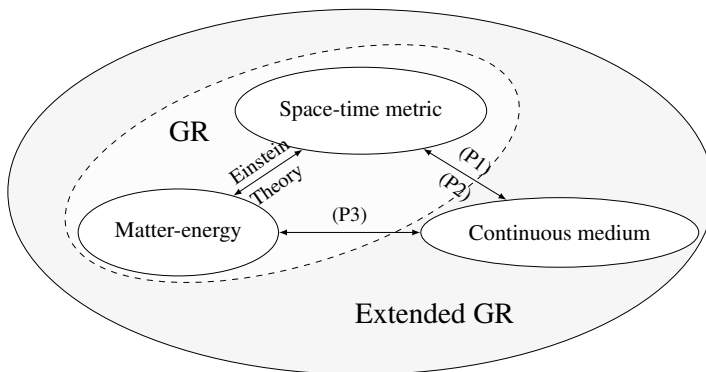 Space-time metric
GR
Einstein
Theory
(P1)
(P2)
Matter-energy
(P3)
Continuous medium
Extended GR